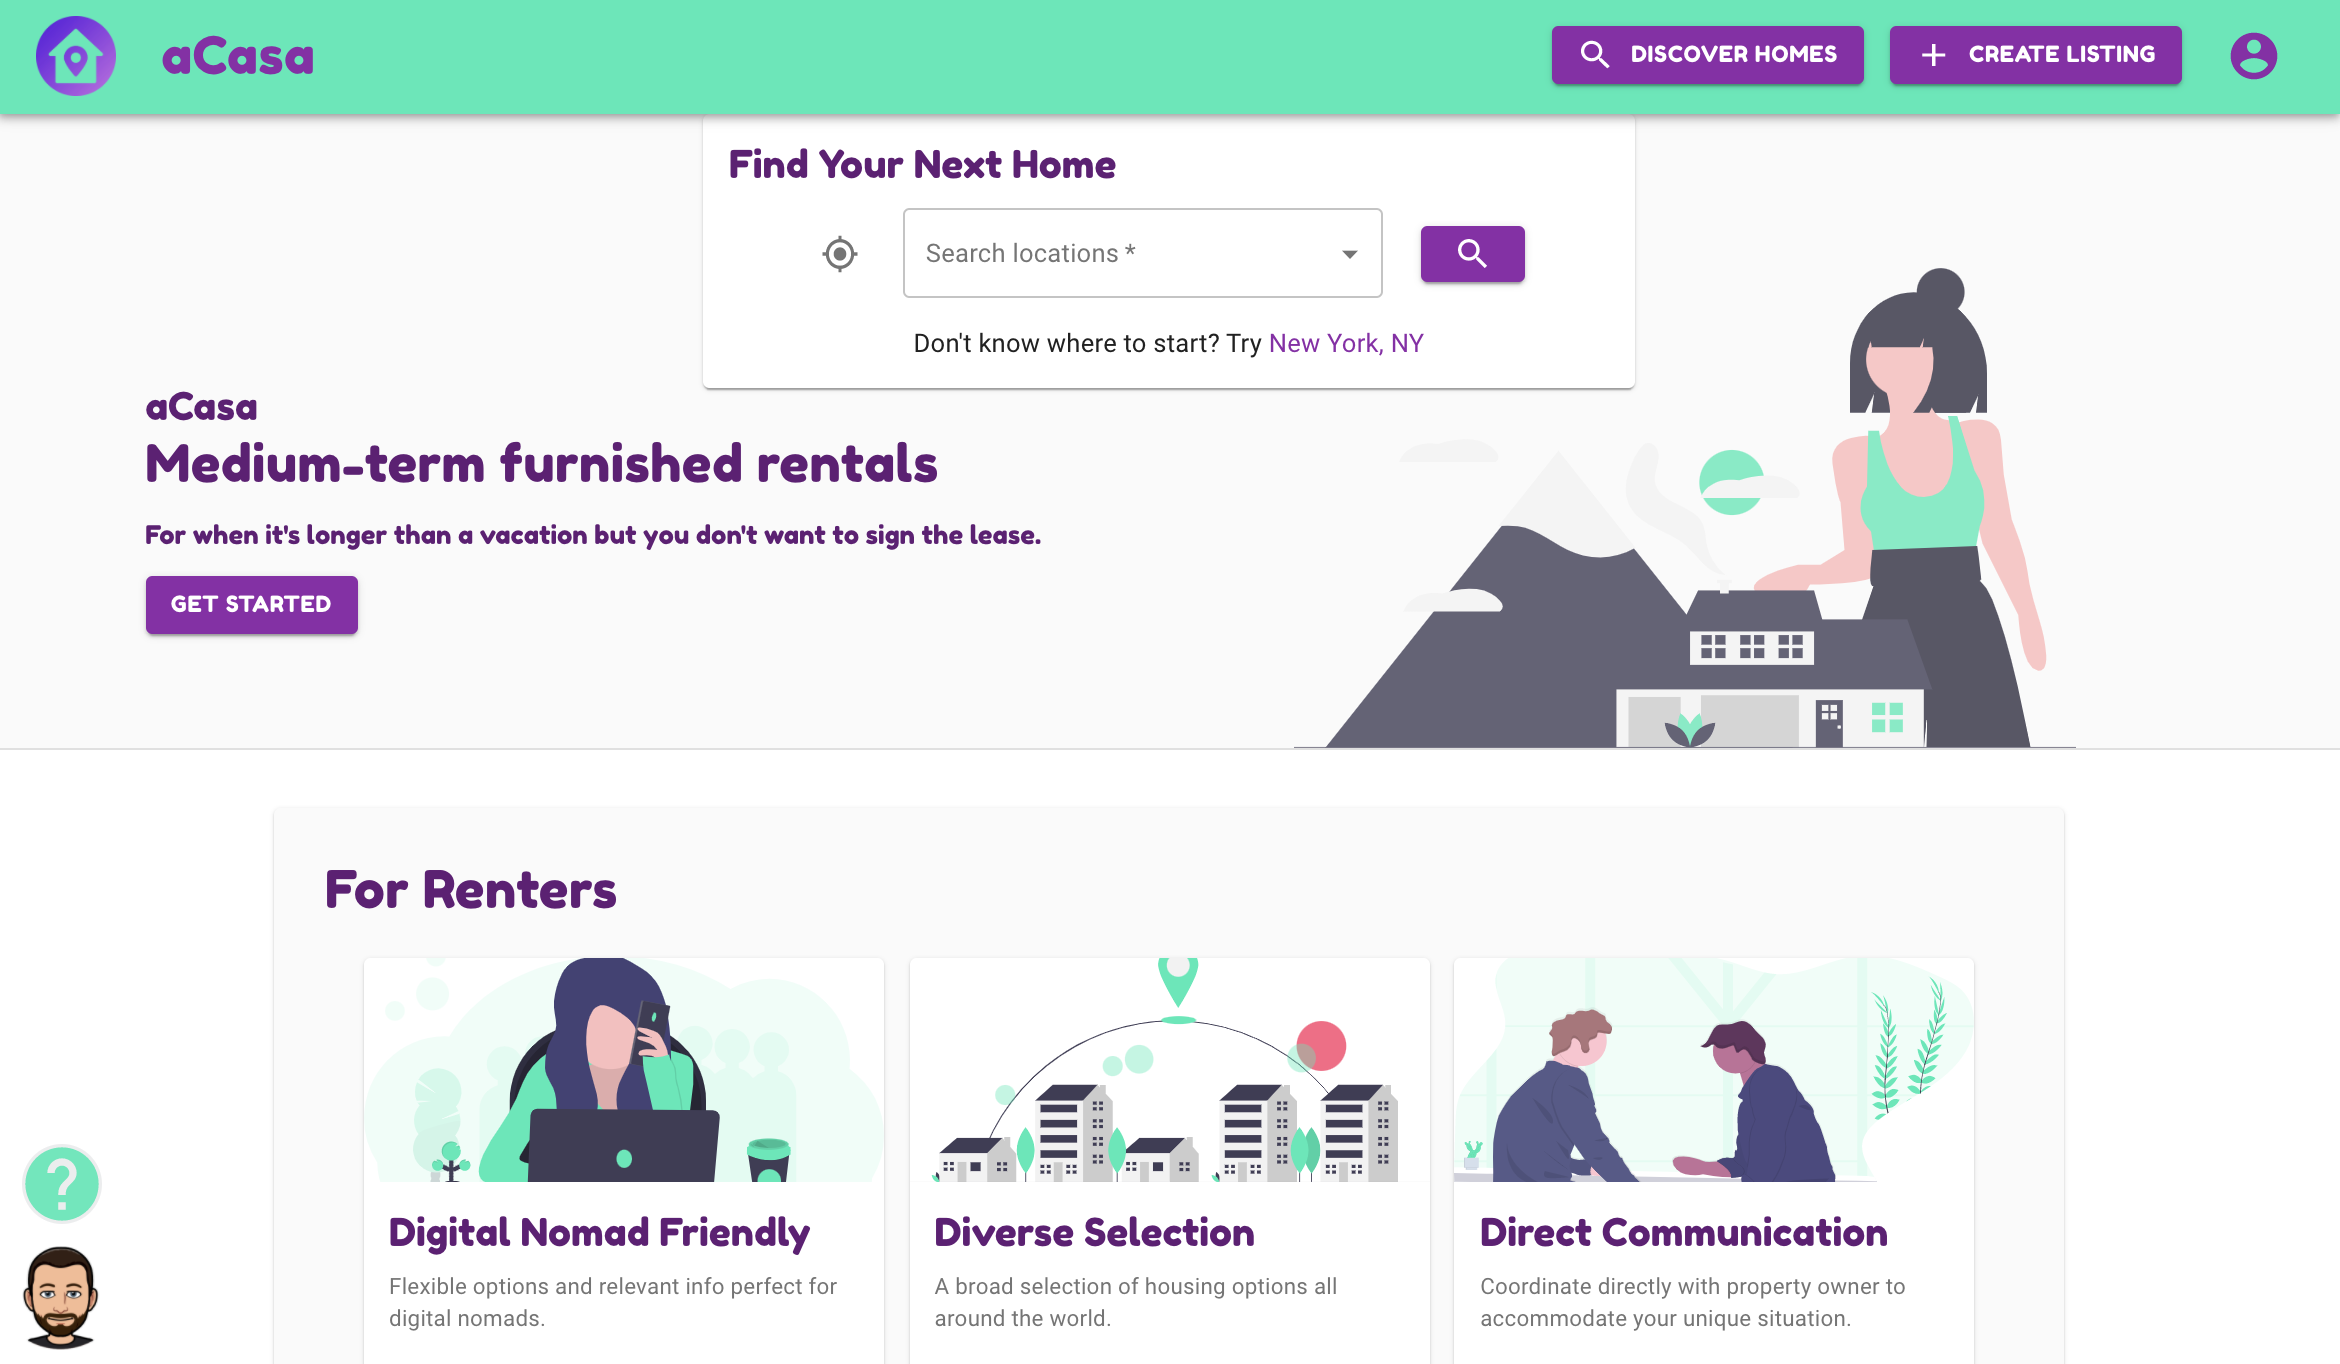 aCasa
DISCOVER HOMES
CREATE LISTING
Find Your Next Home
Search locations *
Don't know where to start? Try New York, NY
aCasa
Medium-term furnished rentals
For when it's longer than a vacation but you don't want to sign the lease.
GET STARTED
For Renters
Digital Nomad Friendly
Flexible options and relevant info perfect for
digital nomads.
Diverse Selection
A broad selection of housing options all
around the world.
Direct Communication
Coordinate directly with property owner to
accommodate your unique situation.
?